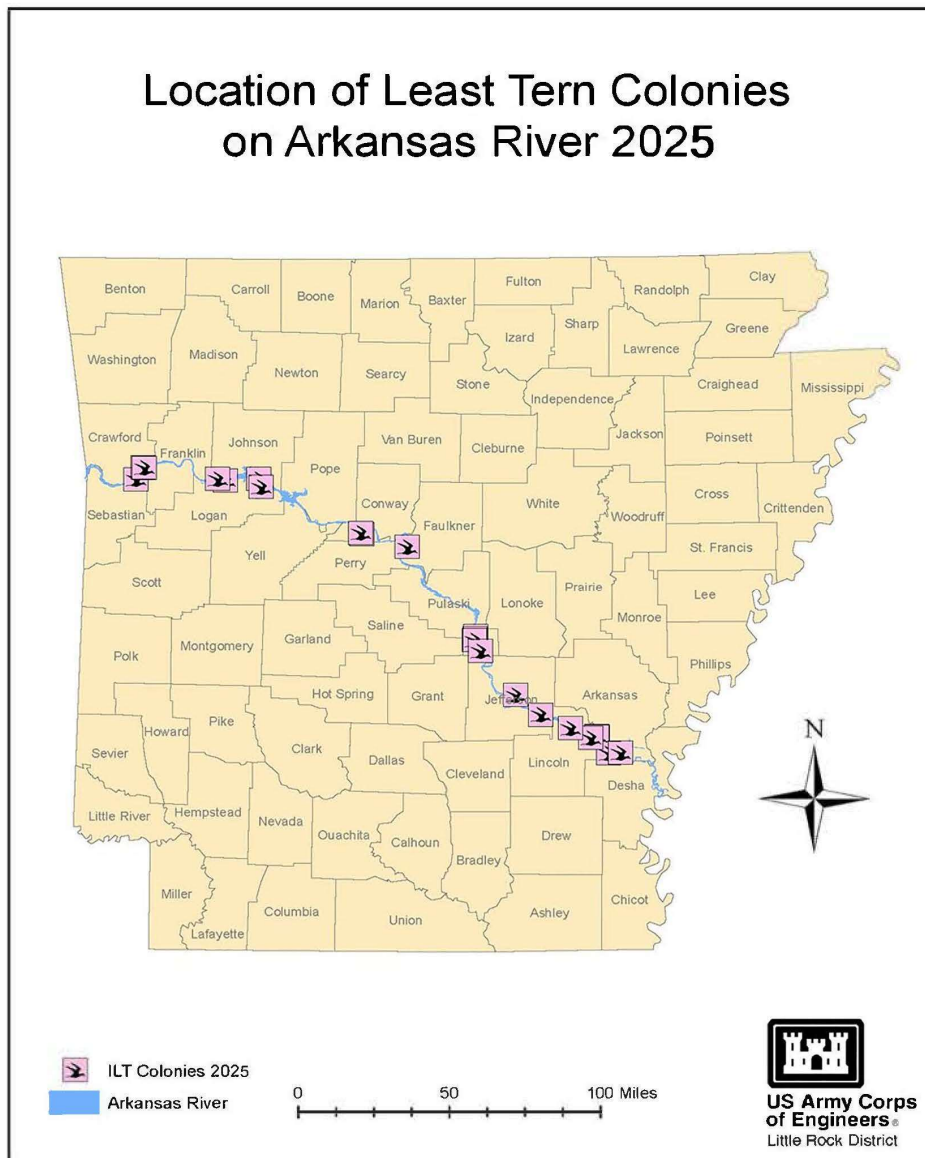 Location of Least Tern Colonies
on Arkansas River 2025
Benton
Carroll
Boone
Marion
Baxter
Fulton
Randolph
Clay
Sharp
Izard
Greene
Lawrence
Washington
Madison
Newton
Searcy
Stone
Independence
Craighead
Mississippi
Crawford
Franklin
Johnson
Pope
Van Buren
Cleburne
Jackson
Poinsett
Sebastian
Logan
Conway
Faulkner
White
Woodruff
Cross
Crittenden
St. Francis
Scott
Yell
Perry
Pulaski
Lonoke
Prairie
Monroe
Lee
Phillips
Polk
Montgomery
Garland
Saline
Hot Spring
Grant
Jefferson
Arkansas
N
Sevier
Howard
Pike
Clark
Dallas
Cleveland
Lincoln
Desha
Little River
Hempstead
Nevada
Ouachita
Calhoun
Bradley
Drew
Miller
Lafayette
Columbia
Union
Ashley
Chicot
ILT Colonies 2025
Arkansas River
0 50 100 Miles
US Army Corps
of Engineers®
Little Rock District